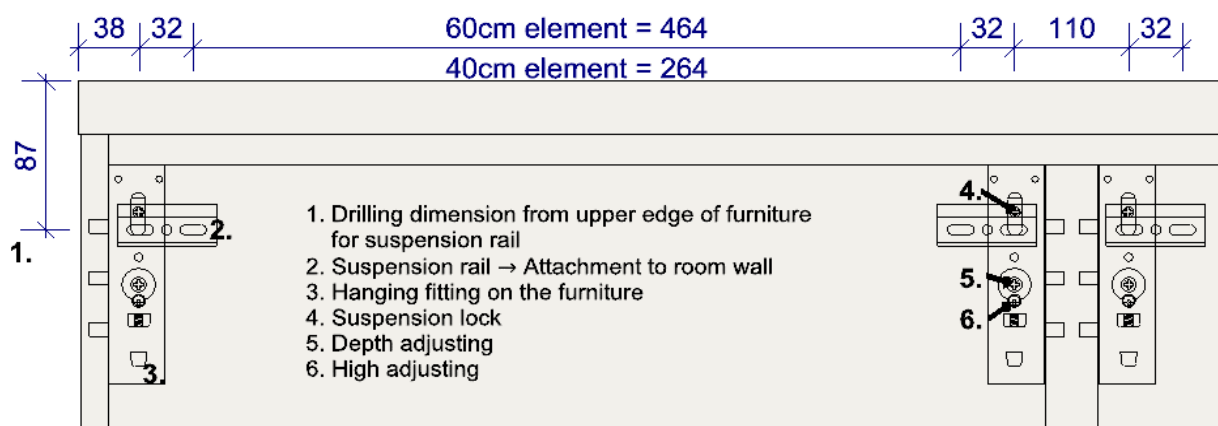 38 32 60cm element = 464 32 110 32
40cm element = 264
87
1. Drilling dimension from upper edge of furniture
for suspension rail
2. Suspension rail → Attachment to room wall
3. Hanging fitting on the furniture
4. Suspension lock
5. Depth adjusting
6. High adjusting
1.
2.
3.
4.
5.
6.